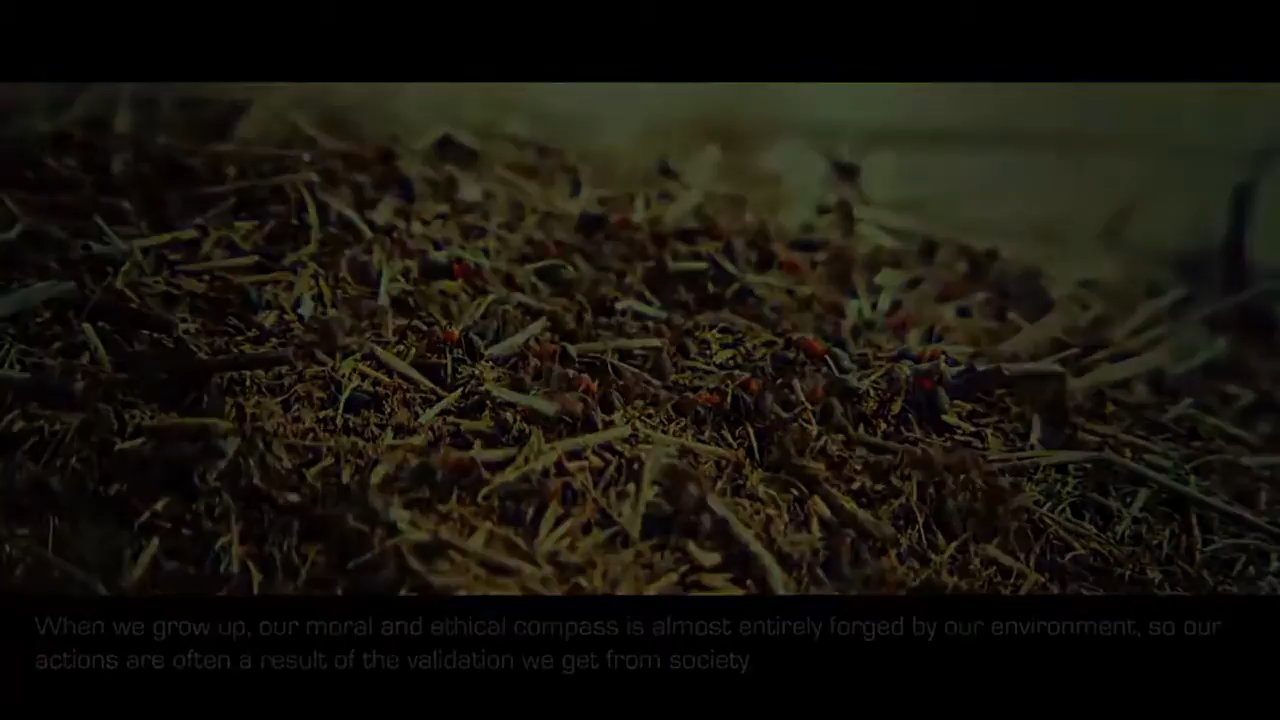 When we grow up, our moral and ethical compass is almost entirely forged by our environment, so our
actions are often a result of the validation we get from society